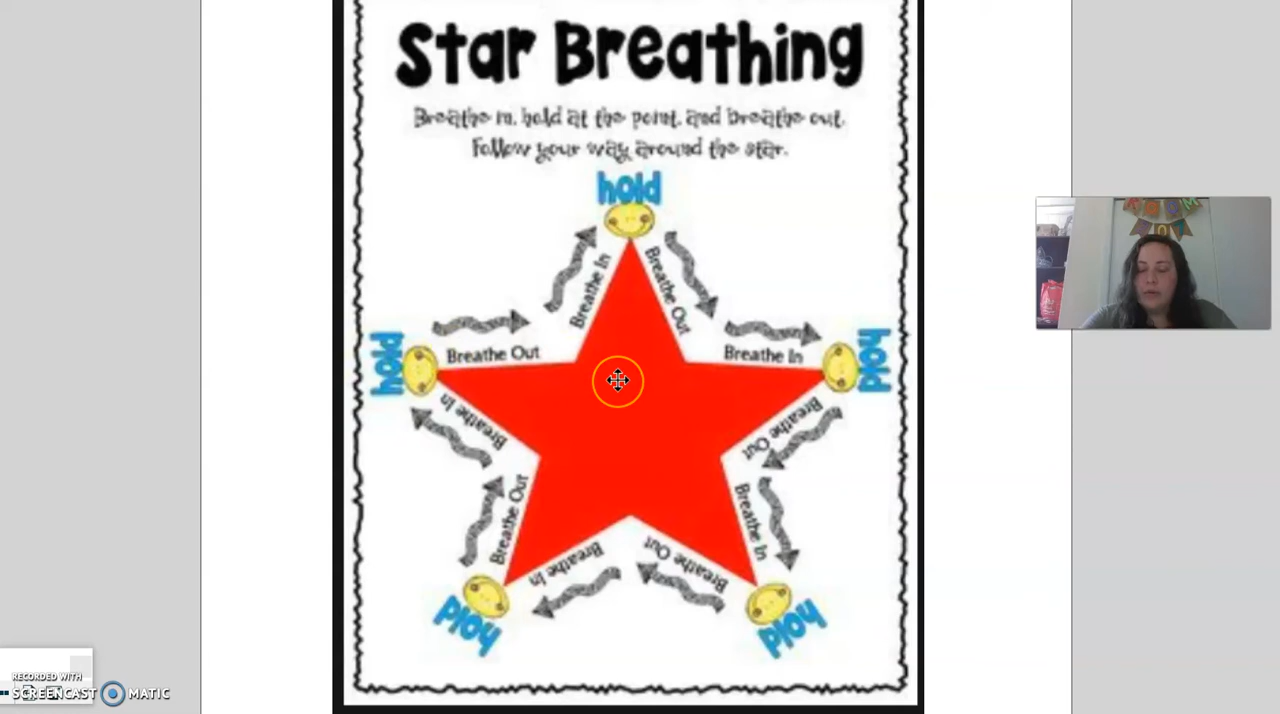 Star Breathing
Breathe in, hold at the point, and breathe out.
Follow your way around the star.
hold
Breathe In
Breathe Out
Breathe In
hold
Breathe Out
Breathe In
hold
Breathe Out
Breathe In
hold
Breathe Out
Breathe In
hold
Breathe Out
RECORDED WITH
SCREENCAST MATIC